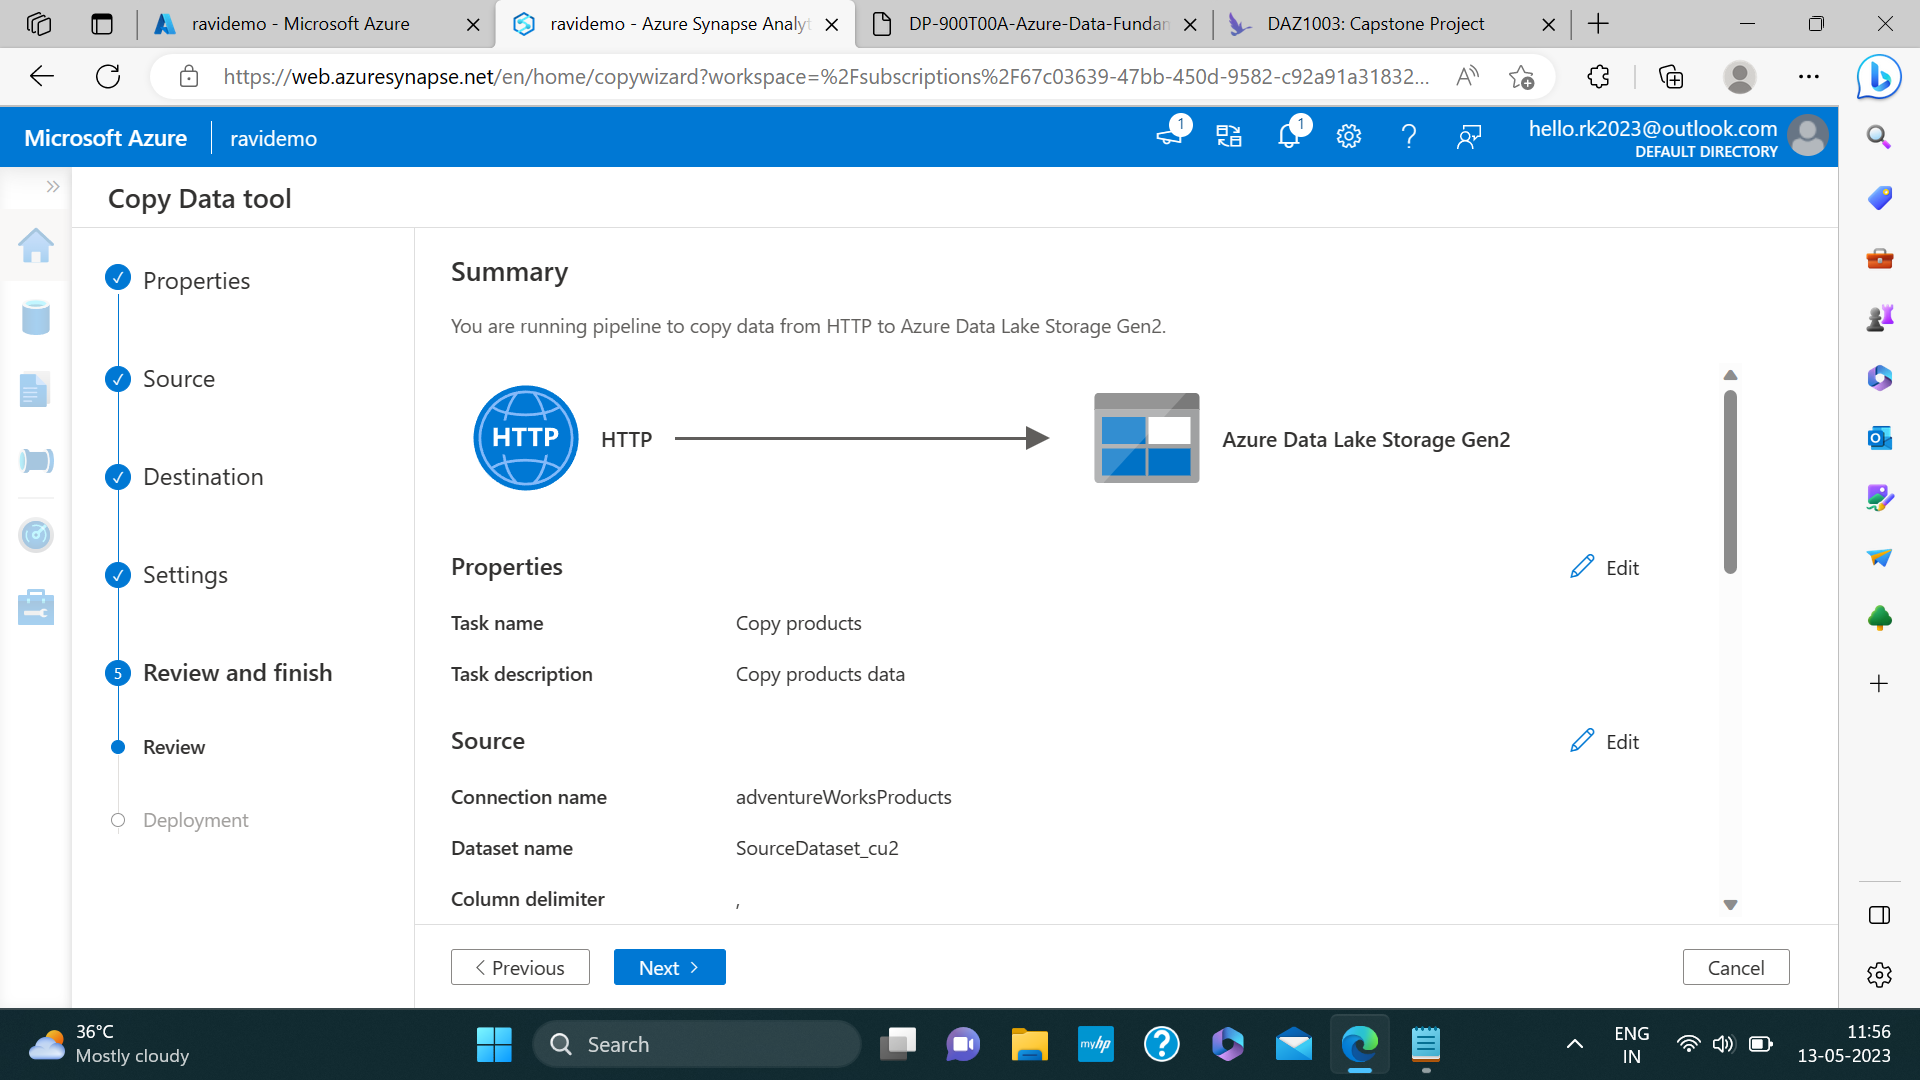 ravidemo - Microsoft Azure
ravidemo - Azure Synapse Analyt
DP-900T00A-Azure-Data-Fundan
DAZ1003: Capstone Project
https://web.azuresynapse.net/en/home/copywizard?workspace=%2Fsubscriptions%2F67c03639-47bb-450d-9582-c92a91a31832...
Microsoft Azure
ravidemo
1
1
hello.rk2023@outlook.com
DEFAULT DIRECTORY
Copy Data tool
Properties
Source
Destination
Settings
5
Review and finish
Review
Deployment
Summary
You are running pipeline to copy data from HTTP to Azure Data Lake Storage Gen2.
HTTP
HTTP
Azure Data Lake Storage Gen2
Properties
Edit
Task name
Copy products
Task description
Copy products data
Source
Edit
Connection name
adventureWorksProducts
Dataset name
SourceDataset_cu2
Column delimiter
,
Previous
Next
Cancel
36°C
Mostly cloudy
Search
myhp
ENG
IN
11:56
13-05-2023